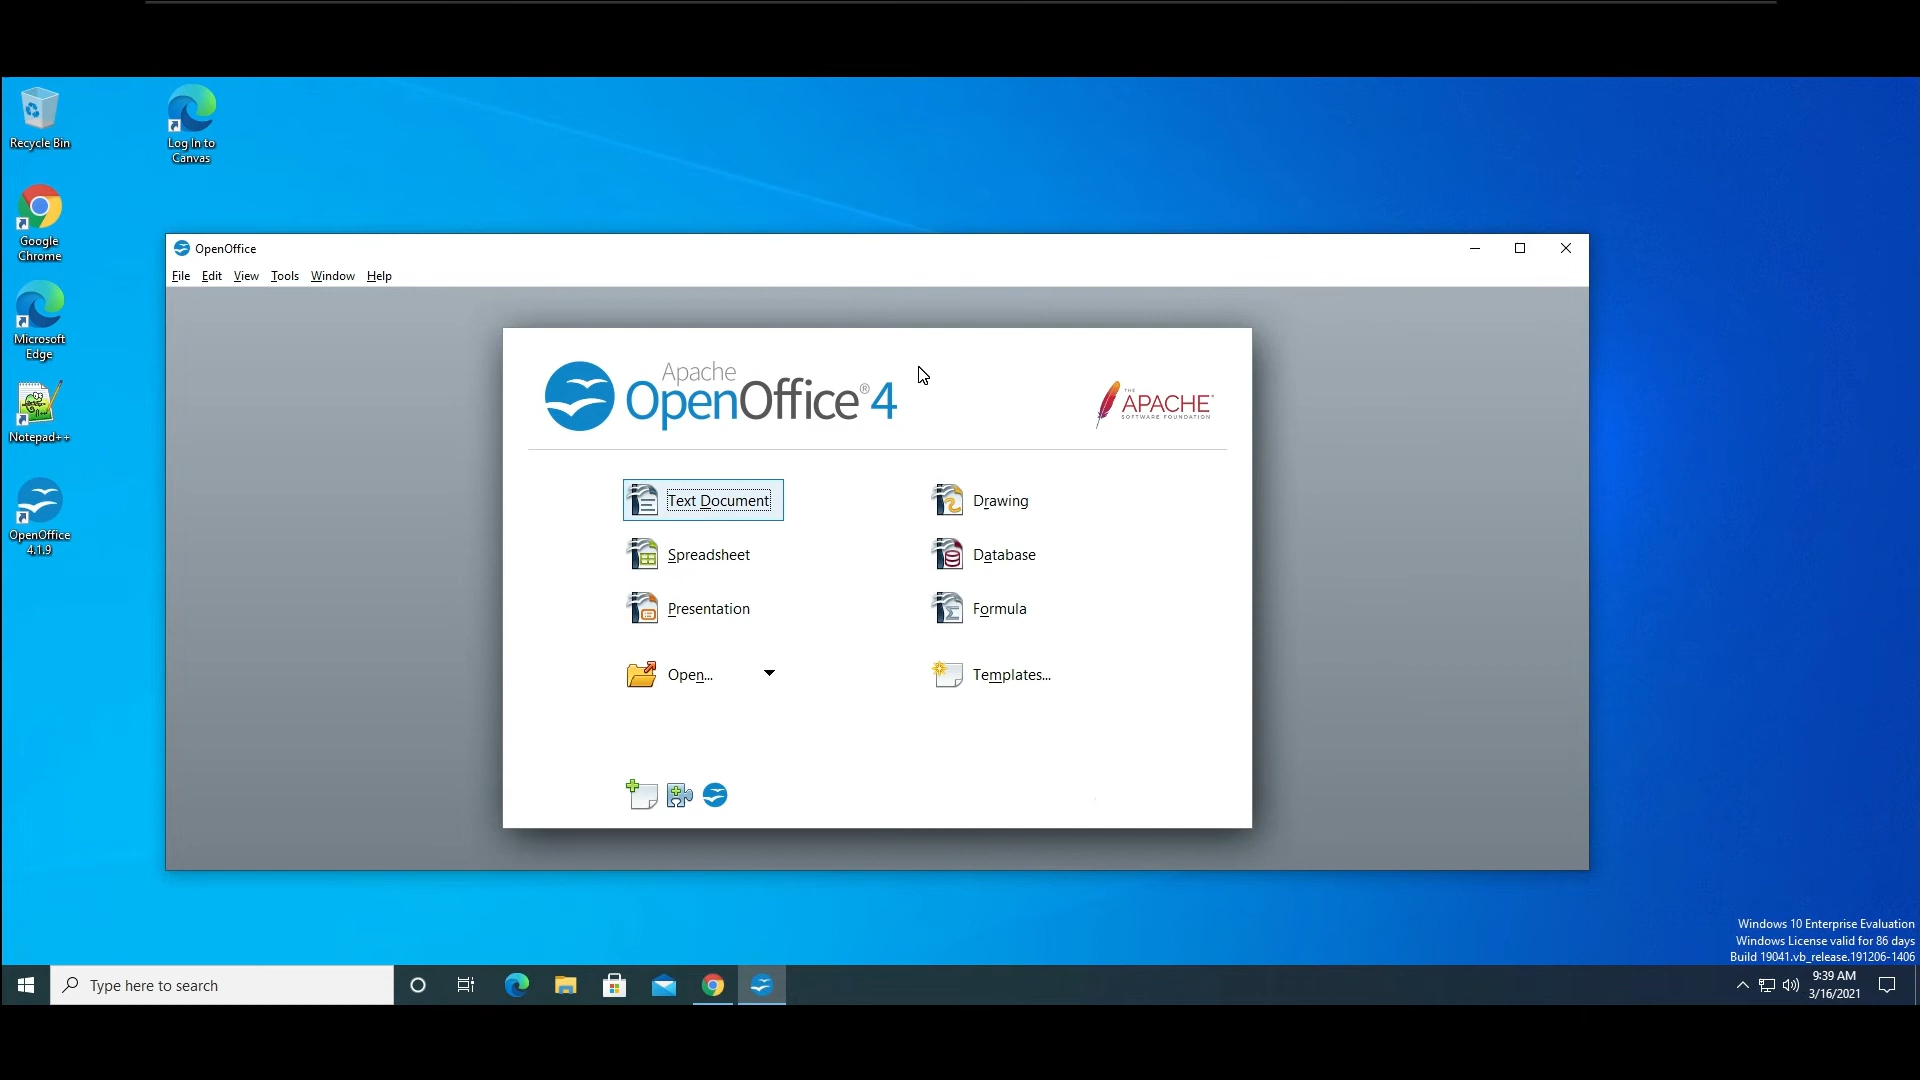 Recycle Bin
Log In to
Canvas
Google
Chrome
Microsoft
Edge
Notepad++
OpenOffice
4.1.9
OpenOffice
File Edit View Tools Window Help
Apache
OpenOffice® 4
THE
APACHE®
SOFTWARE FOUNDATION
Text Document
Drawing
Spreadsheet
Database
Presentation
Formula
Open...
Templates...
Windows 10 Enterprise Evaluation
Windows License valid for 86 days
Build 19041.vb_release.191206-1406
Type here to search
9:39 AM
3/16/2021